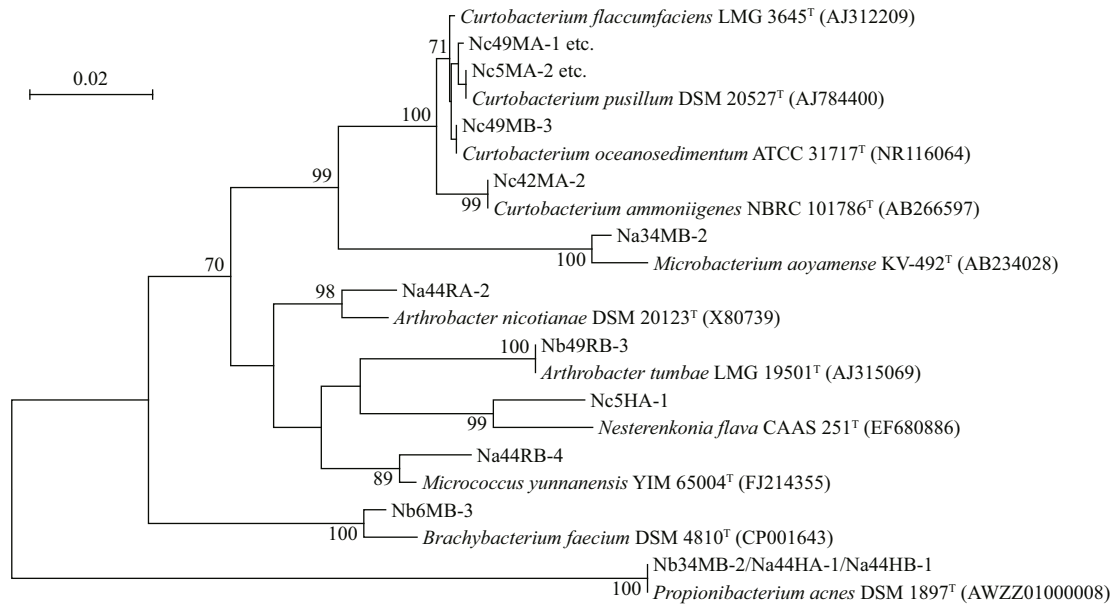 Curtobacterium flaccumfaciens LMG 3645ᵀ (AJ312209)
71
Nc49MA-1 etc.
0.02
Nc5MA-2 etc.
Curtobacterium pusillum DSM 20527ᵀ (AJ784400)
100
Nc49MB-3
Curtobacterium oceanosedimentum ATCC 31717ᵀ (NR116064)
99
Nc42MA-2
99
Curtobacterium ammoniigenes NBRC 101786ᵀ (AB266597)
Na34MB-2
100
Microbacterium aoyamense KV-492ᵀ (AB234028)
70
98
Na44RA-2
Arthrobacter nicotianae DSM 20123ᵀ (X80739)
100
Nb49RB-3
Arthrobacter tumbae LMG 19501ᵀ (AJ315069)
Nc5HA-1
99
Nesterenkonia flava CAAS 251ᵀ (EF680886)
Na44RB-4
89
Micrococcus yunnanensis YIM 65004ᵀ (FJ214355)
Nb6MB-3
100
Brachybacterium faecium DSM 4810ᵀ (CP001643)
Nb34MB-2/Na44HA-1/Na44HB-1
100
Propionibacterium acnes DSM 1897ᵀ (AWZZ01000008)